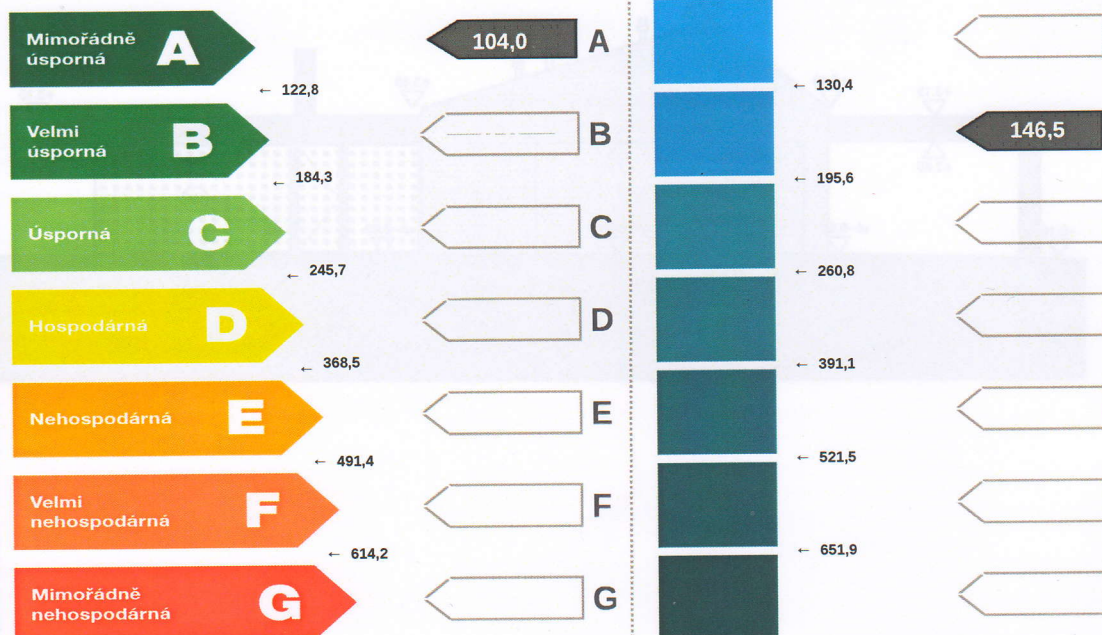 Mimořádně
úsporná
A
104,0
A
← 122,8
← 130,4
Velmi
úsporná
B
B
146,5
← 184,3
← 195,6
Úsporná
C
C
← 245,7
← 260,8
Hospodárná
D
D
← 368,5
← 391,1
Nehospodárná
E
E
← 491,4
← 521,5
Velmi
nehospodárná
F
F
← 614,2
← 651,9
Mimořádně
nehospodárná
G
G